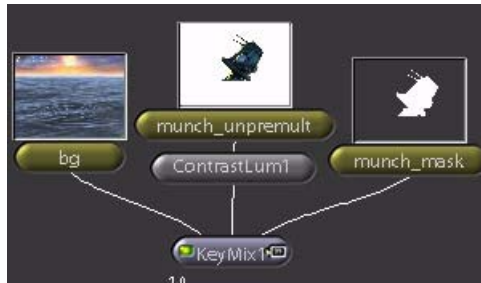 munch_unpremult
bg
ContrastLum1
munch_mask
KeyMix1